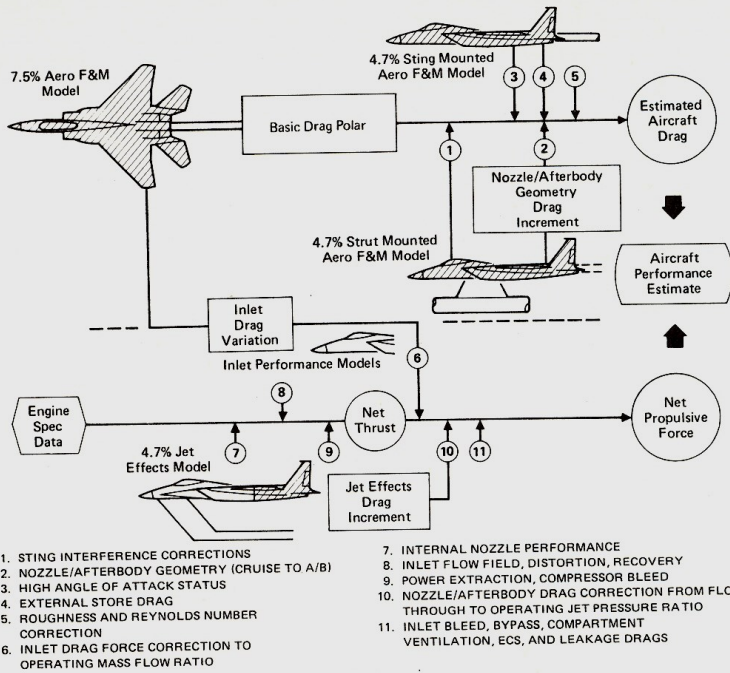 7.5% Aero F&M
Model
4.7% Sting Mounted
Aero F&M Model
3
4
5
Basic Drag Polar
Estimated
Aircraft
Drag
1
2
Nozzle/Afterbody
Geometry
Drag
Increment
4.7% Strut Mounted
Aero F&M Model
Aircraft
Performance
Estimate
Inlet
Drag
Variation
Inlet Performance Models
6
Engine
Spec
Data
8
7
9
Net
Thrust
10
11
Net
Propulsive
Force
4.7% Jet
Effects Model
Jet Effects
Drag
Increment
1. STING INTERFERENCE CORRECTIONS
2. NOZZLE/AFTERBODY GEOMETRY (CRUISE TO A/B)
3. HIGH ANGLE OF ATTACK STATUS
4. EXTERNAL STORE DRAG
5. ROUGHNESS AND REYNOLDS NUMBER
CORRECTION
6. INLET DRAG FORCE CORRECTION TO
OPERATING MASS FLOW RATIO
7. INTERNAL NOZZLE PERFORMANCE
8. INLET FLOW FIELD, DISTORTION, RECOVERY
9. POWER EXTRACTION, COMPRESSOR BLEED
10. NOZZLE/AFTERBODY DRAG CORRECTION FROM FLO
THROUGH TO OPERATING JET PRESSURE RATIO
11. INLET BLEED, BYPASS, COMPARTMENT
VENTILATION, ECS, AND LEAKAGE DRAGS